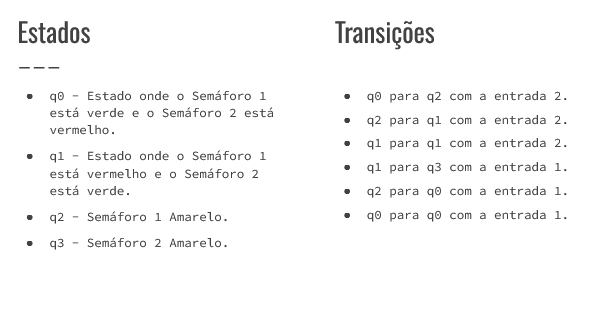 Estados
---
● q0 - Estado onde o Semáforo 1
está verde e o Semáforo 2 está
vermelho.
● q1 - Estado onde o Semáforo 1
está vermelho e o Semáforo 2
está verde.
● q2 - Semáforo 1 Amarelo.
● q3 - Semáforo 2 Amarelo.
Transições
● q0 para q2 com a entrada 2.
● q2 para q1 com a entrada 2.
● q1 para q1 com a entrada 2.
● q1 para q3 com a entrada 1.
● q2 para q0 com a entrada 1.
● q0 para q0 com a entrada 1.